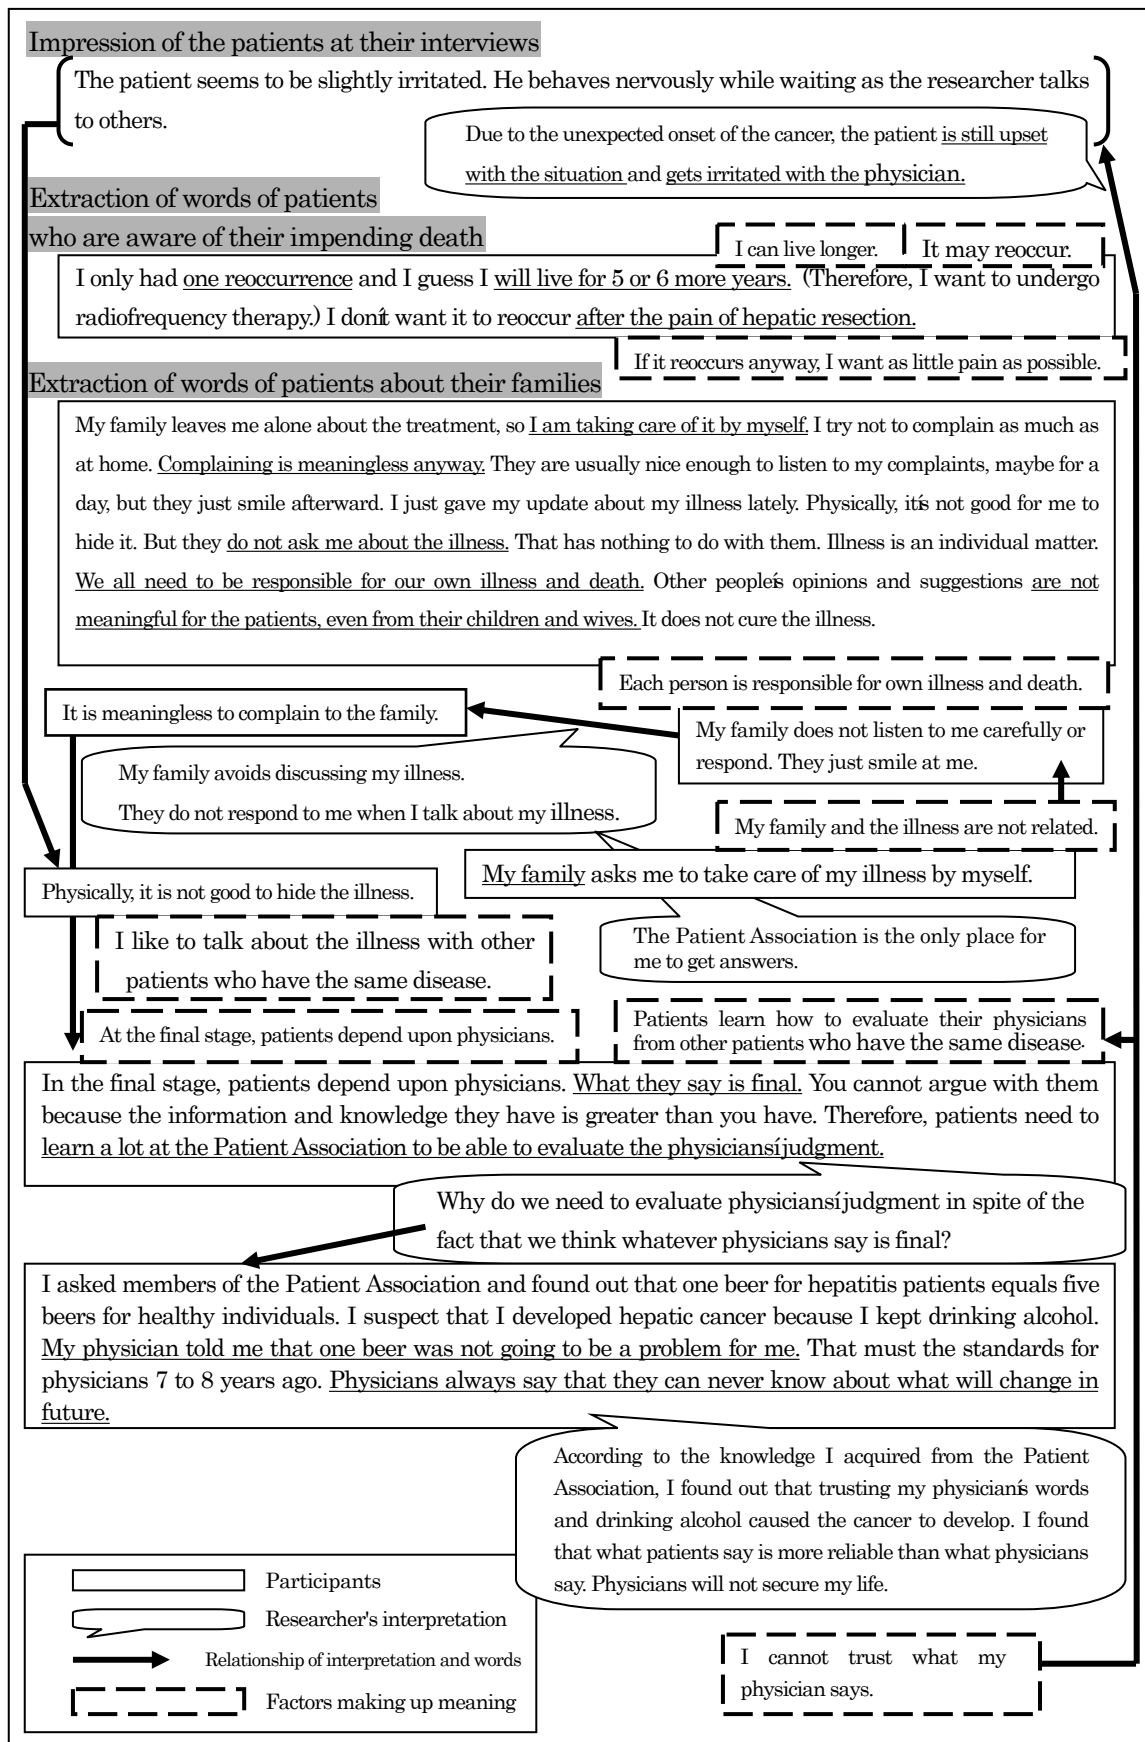 Impression of the patients at their interviews
The patient seems to be slightly irritated. He behaves nervously while waiting as the researcher talks
to others.
Due to the unexpected onset of the cancer, the patient is still upset
with the situation and gets irritated with the physician.
Extraction of words of patients
who are aware of their impending death
I can live longer.
It may reoccur.
I only had one reoccurrence and I guess I will live for 5 or 6 more years. (Therefore, I want to undergo
radiofrequency therapy.) I donít want it to reoccur after the pain of hepatic resection.
If it reoccurs anyway, I want as little pain as possible.
Extraction of words of patients about their families
My family leaves me alone about the treatment, so I am taking care of it by myself. I try not to complain as much as
at home. Complaining is meaningless anyway. They are usually nice enough to listen to my complaints, maybe for a
day, but they just smile afterward. I just gave my update about my illness lately. Physically, itís not good for me to
hide it. But they do not ask me about the illness. That has nothing to do with them. Illness is an individual matter.
We all need to be responsible for our own illness and death. Other peopleís opinions and suggestions are not
meaningful for the patients, even from their children and wives. It does not cure the illness.
Each person is responsible for own illness and death.
It is meaningless to complain to the family.
My family does not listen to me carefully or
respond. They just smile at me.
My family avoids discussing my illness.
They do not respond to me when I talk about my illness.
My family and the illness are not related.
My family asks me to take care of my illness by myself.
Physically, it is not good to hide the illness.
I like to talk about the illness with other
patients who have the same disease.
The Patient Association is the only place for
me to get answers.
At the final stage, patients depend upon physicians.
Patients learn how to evaluate their physicians
from other patients who have the same disease.
In the final stage, patients depend upon physicians. What they say is final. You cannot argue with them
because the information and knowledge they have is greater than you have. Therefore, patients need to
learn a lot at the Patient Association to be able to evaluate the physiciansíjudgment.
Why do we need to evaluate physiciansíjudgment in spite of the
fact that we think whatever physicians say is final?
I asked members of the Patient Association and found out that one beer for hepatitis patients equals five
beers for healthy individuals. I suspect that I developed hepatic cancer because I kept drinking alcohol.
My physician told me that one beer was not going to be a problem for me. That must the standards for
physicians 7 to 8 years ago. Physicians always say that they can never know about what will change in
future.
According to the knowledge I acquired from the Patient
Association, I found out that trusting my physicianís words
and drinking alcohol caused the cancer to develop. I found
that what patients say is more reliable than what physicians
say. Physicians will not secure my life.
Participants
Researcher's interpretation
Relationship of interpretation and words
Factors making up meaning
I cannot trust what my
physician says.